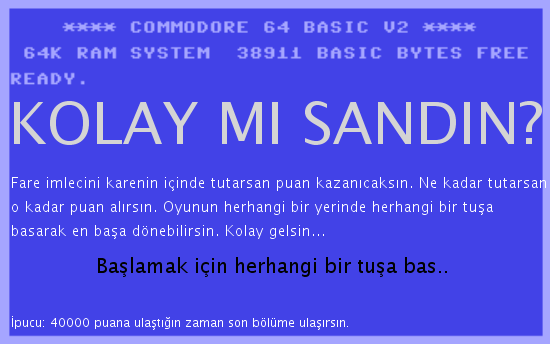 **** COMMODORE 64 BASIC V2 ****
64K RAM SYSTEM 38911 BASIC BYTES FREE
READY.
KOLAY MI SANDIN?
Fare imlecini karenin içinde tutarsan puan kazanıcaksın. Ne kadar tutarsan
o kadar puan alırsın. Oyunun herhangi bir yerinde herhangi bir tuşa
basarak en başa dönebilirsin. Kolay gelsin...
Başlamak için herhangi bir tuşa bas..
İpucu: 40000 puana ulaştığın zaman son bölüme ulaşırsın.